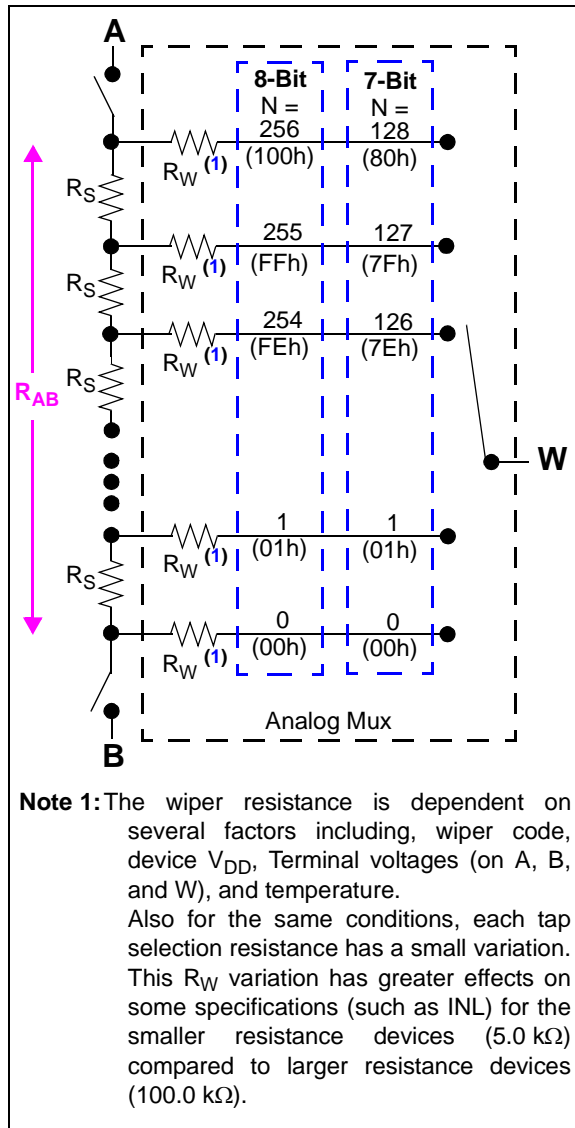 A
8-Bit 7-Bit
N = N =
256 128
(100h) (80h)
RW (1)
RS
255 127
(FFh) (7Fh)
RW (1)
RS
254 126
(FEh) (7Eh)
RW (1)
RS
RAB
W
1 1
(01h) (01h)
RW (1)
RS
0 0
(00h) (00h)
RW (1)
Analog Mux
B
Note 1: The wiper resistance is dependent on
several factors including, wiper code,
device VDD, Terminal voltages (on A, B,
and W), and temperature.
Also for the same conditions, each tap
selection resistance has a small variation.
This RW variation has greater effects on
some specifications (such as INL) for the
smaller resistance devices (5.0 kΩ)
compared to larger resistance devices
(100.0 kΩ).